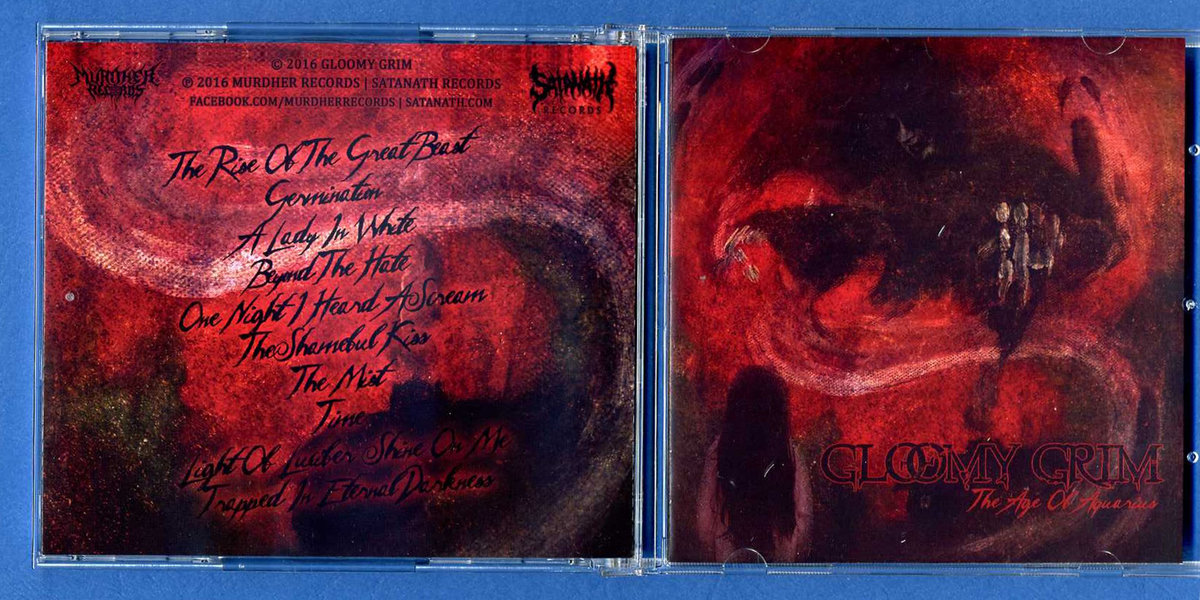 MURDHER
RECORDS
© 2016 GLOOMY GRIM
℗ 2016 MURDHER RECORDS | SATANATH RECORDS
FACEBOOK.COM/MURDHERRECORDS | SATANATH.COM
SATANATH
RECORDS
The Rise Of The Great Beast
Germination
A Lady In White
Beyond The Hate
One Night I Heard A Scream
The Shameful Kiss
The Mist
Time
Light Of Lucifer Shine On Me
Trapped In Eternal Darkness
GLOOMY GRIM
The Age Of Aquarius